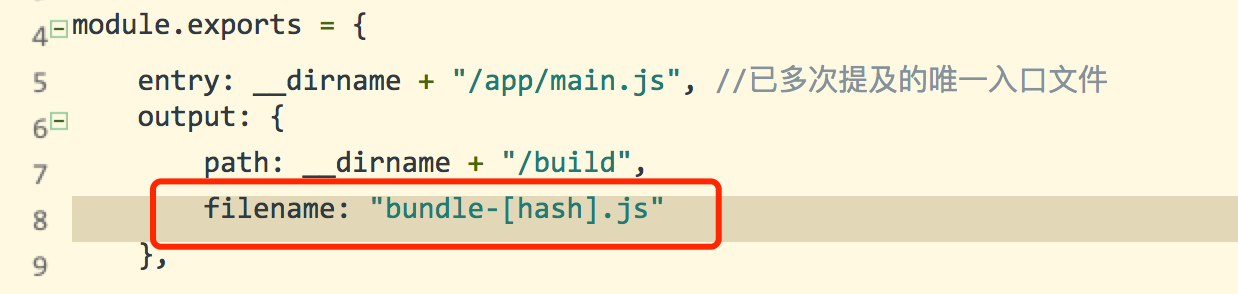 4 module.exports = {
5 entry: __dirname + "/app/main.js", //已多次提及的唯一入口文件
6 output: {
7 path: __dirname + "/build",
8 filename: "bundle-[hash].js"
9 },